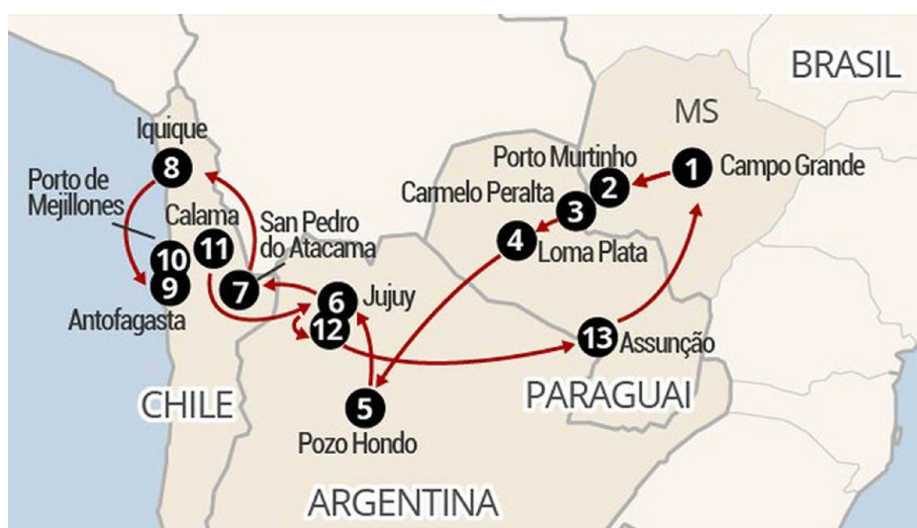 BRASIL
MS
Iquique
8
Porto Murtinho
2
1
Campo Grande
Porto de
Mejillones
Carmelo Peralta
3
Calama
San Pedro
do Atacama
11
4
Loma Plata
10
9
7
6
Jujuy
Antofagasta
12
13
Assunção
CHILE
PARAGUAI
5
Pozo Hondo
ARGENTINA